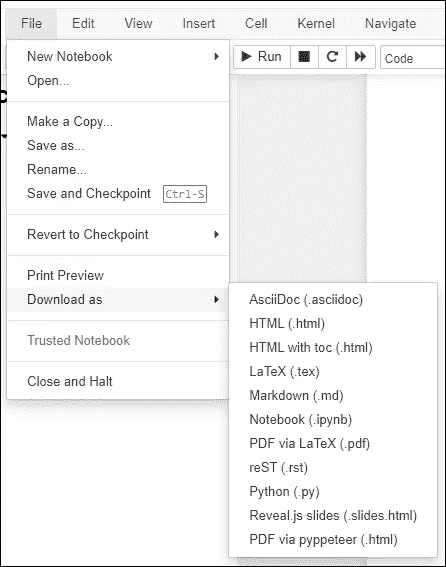 File Edit View Insert Cell Kernel Navigate
Run Code
New Notebook
Open...
Make a Copy...
Save as...
Rename...
Save and Checkpoint Ctrl-S
Revert to Checkpoint
Print Preview
Download as
Trusted Notebook
Close and Halt
AsciiDoc (.asciidoc)
HTML (.html)
HTML with toc (.html)
LaTeX (.tex)
Markdown (.md)
Notebook (.ipynb)
PDF via LaTeX (.pdf)
reST (.rst)
Python (.py)
Reveal.js slides (.slides.html)
PDF via pyppeteer (.html)